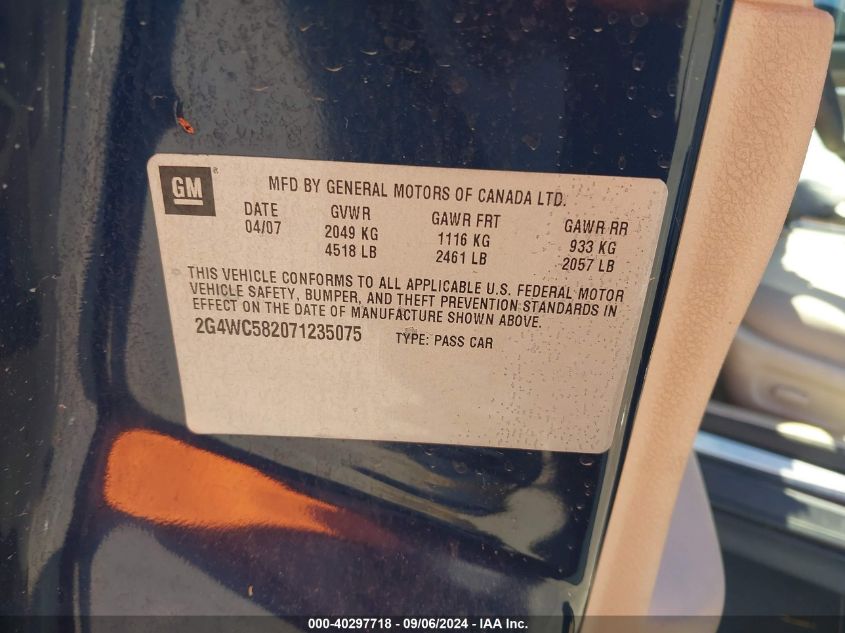 GM
MFD BY GENERAL MOTORS OF CANADA LTD.
DATE GVWR GAWR FRT GAWR RR
04/07 2049 KG 1116 KG 933 KG
4518 LB 2461 LB 2057 LB
THIS VEHICLE CONFORMS TO ALL APPLICABLE U.S. FEDERAL MOTOR
VEHICLE SAFETY, BUMPER, AND THEFT PREVENTION STANDARDS IN
EFFECT ON THE DATE OF MANUFACTURE SHOWN ABOVE.
2G4WC582071235075 TYPE: PASS CAR
000-40297718 - 09/06/2024 - IAA Inc.